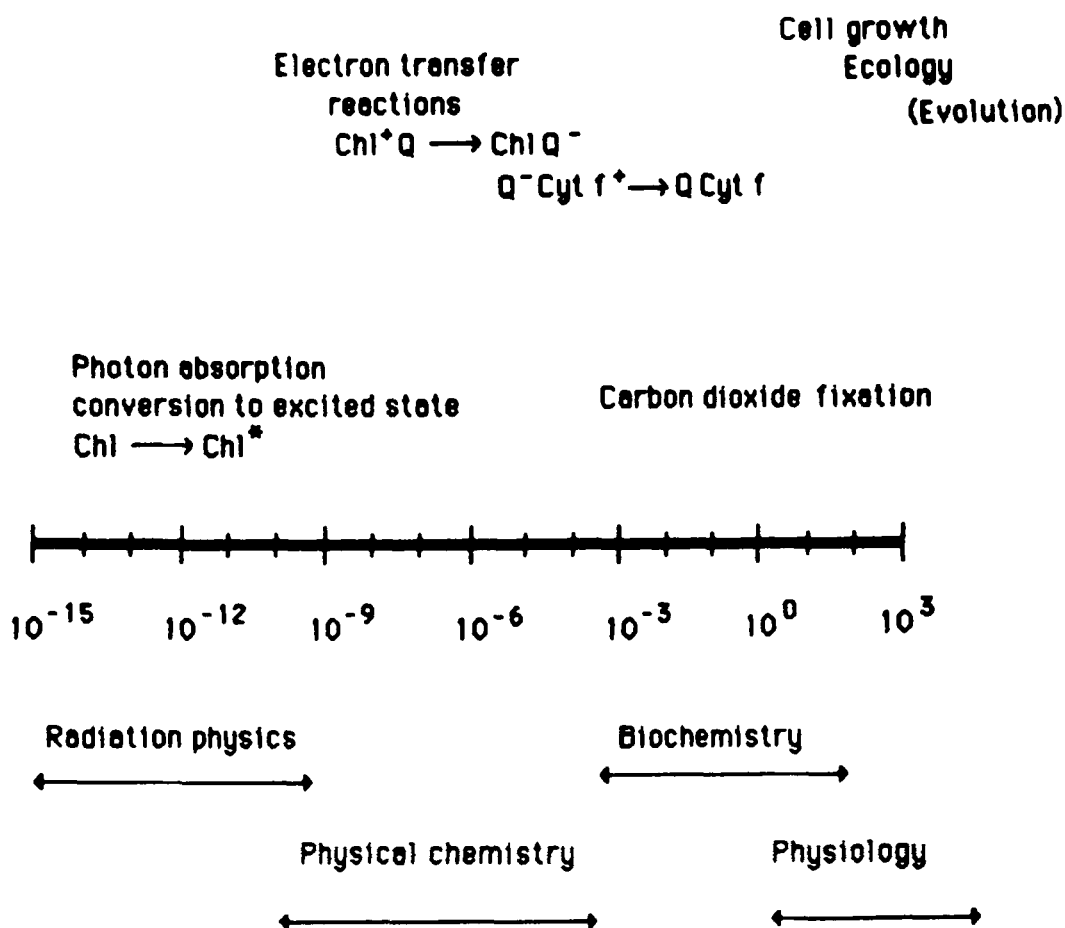 Cell growth
Ecology
(Evolution)
Electron transfer
reactions
Chl⁺Q ⟶ Chl Q⁻
Q⁻Cyt f⁺⟶ Q Cyt f
Photon absorption
conversion to excited state
Chl ⟶ Chl*
Carbon dioxide fixation
10⁻¹⁵ 10⁻¹² 10⁻⁹ 10⁻⁶ 10⁻³ 10⁰ 10³
Radiation physics
Biochemistry
Physical chemistry
Physiology